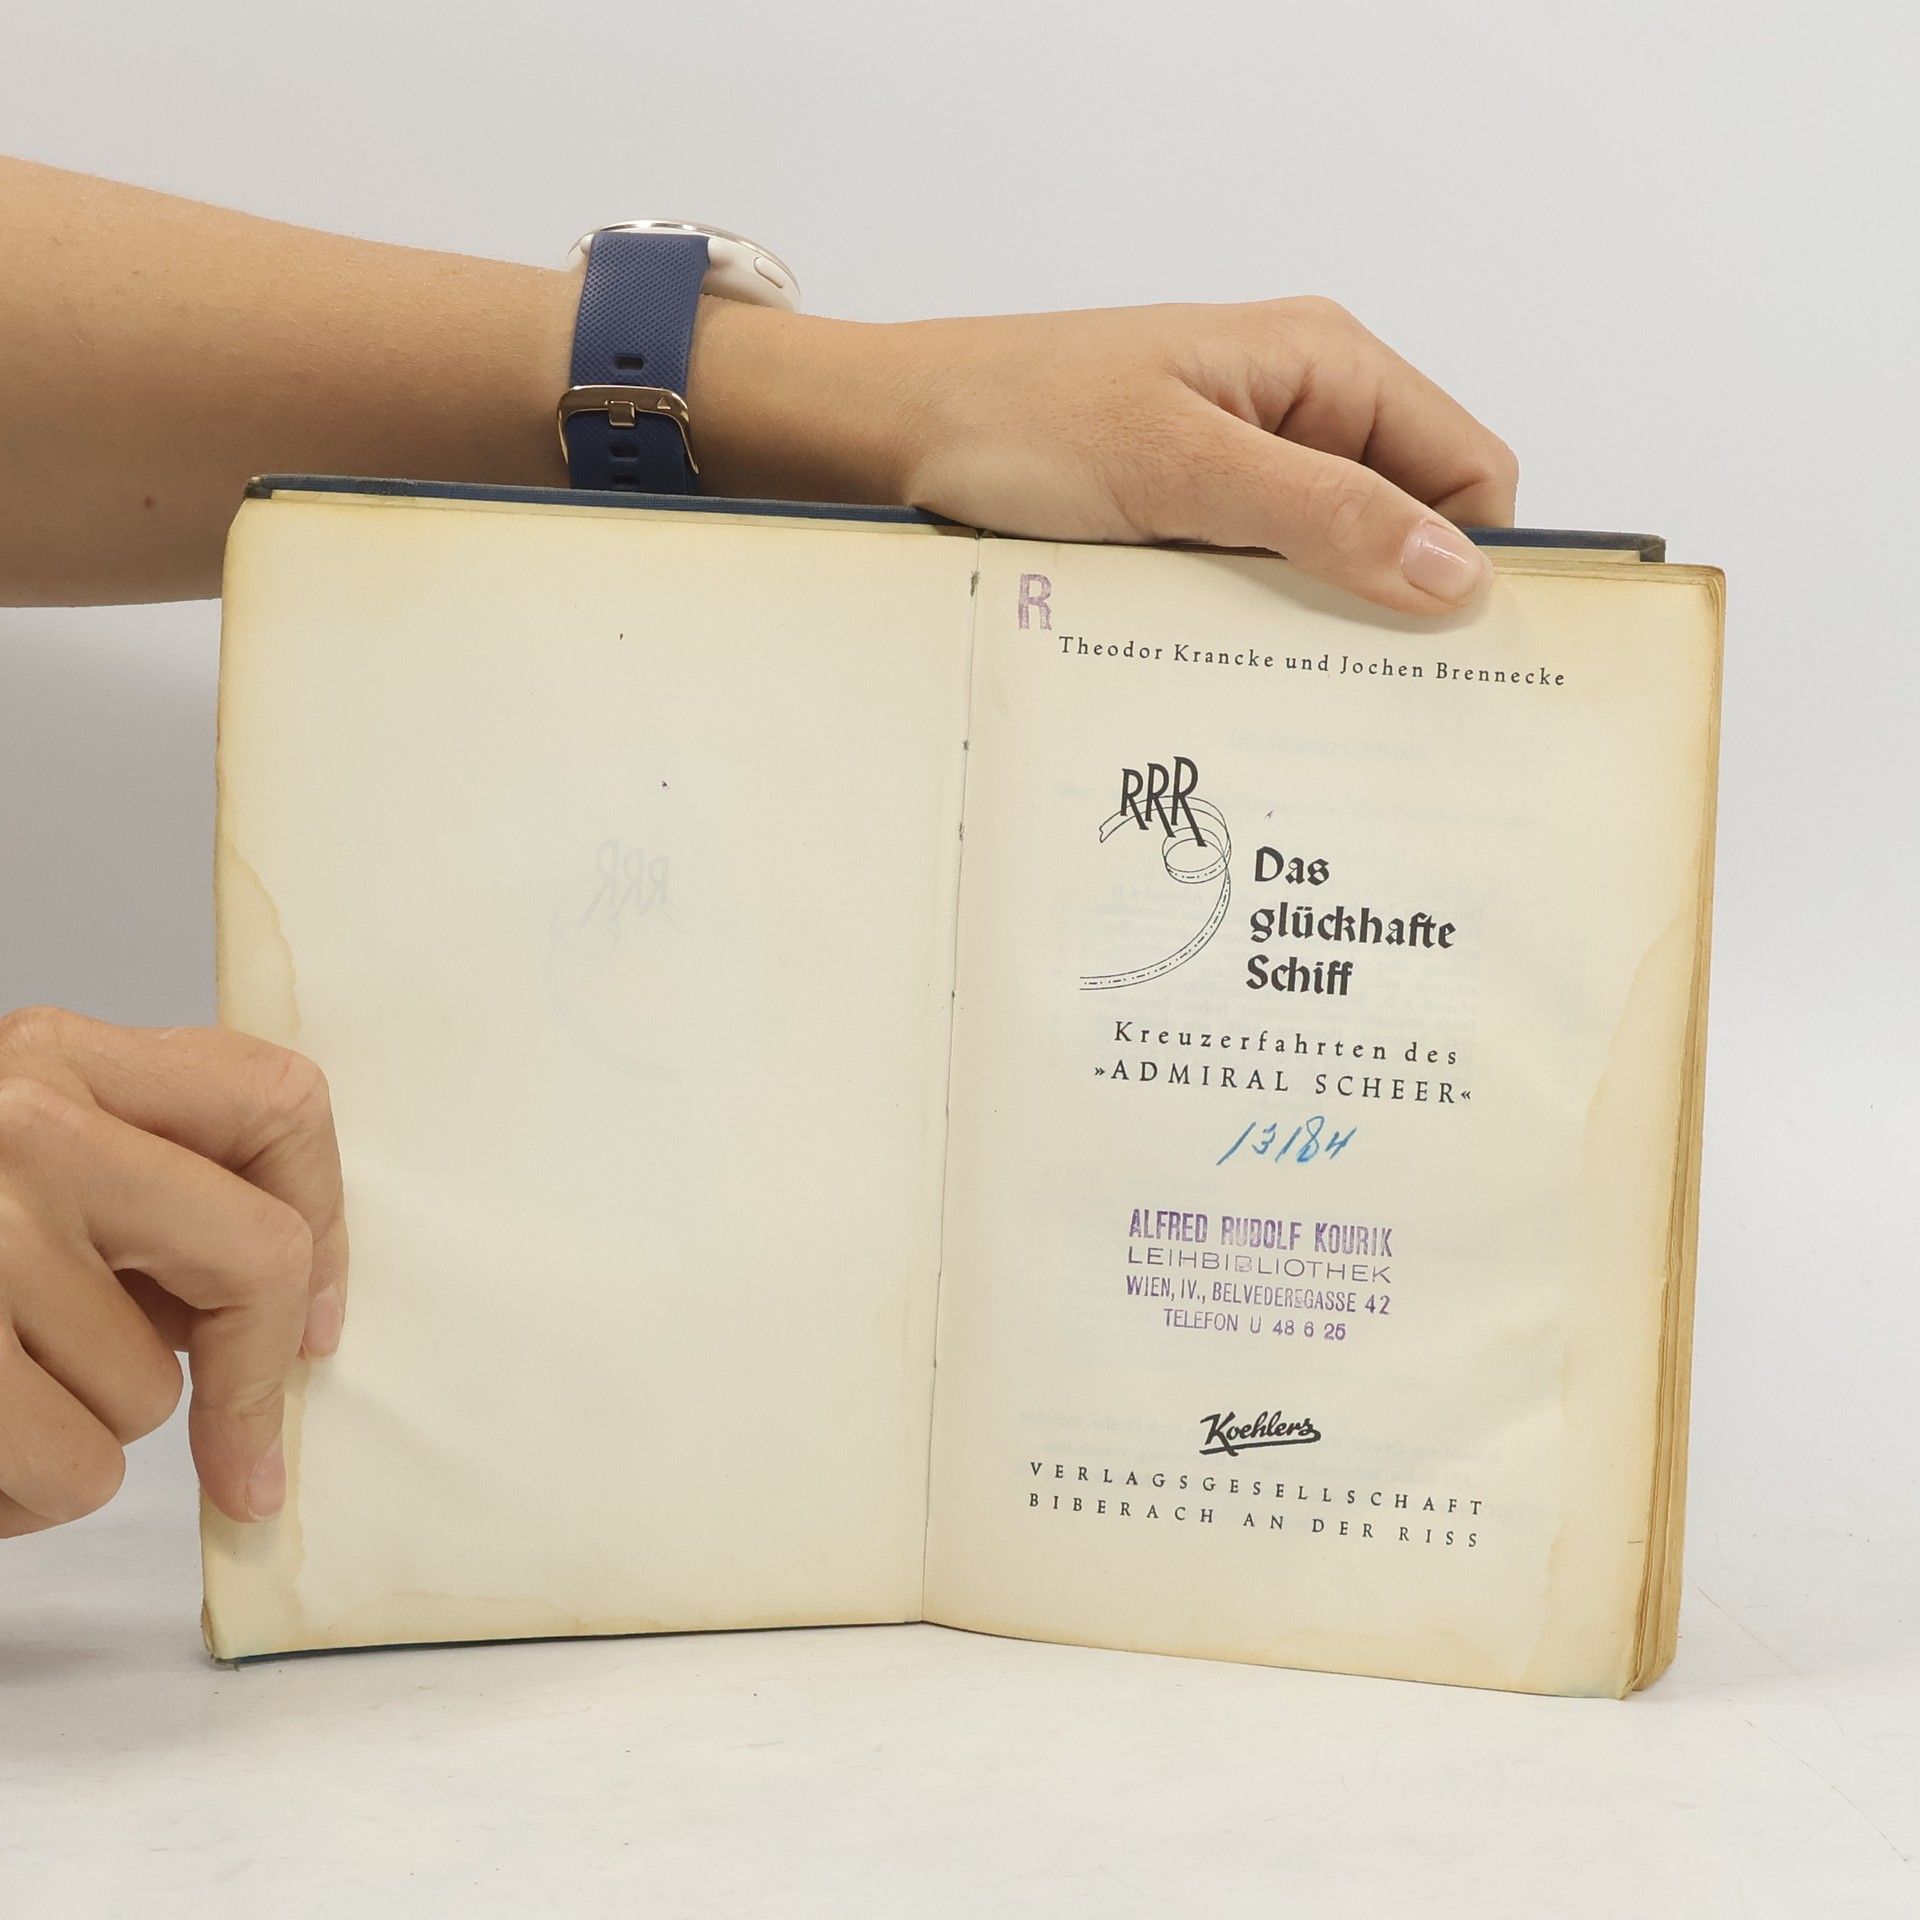 R
Theodor Krancke und Jochen Brennecke
RRR
Das
glückhafte
Schiff
Kreuzerfahrten des
»ADMIRAL SCHEER«
13184
ALFRED RUDOLF KOURIK
LEIHBIBLIOTHEK
WIEN, IV., BELVEDEREGASSE 42
TELEFON U 48 6 25
Koehlers
VERLAGSGESELLSCHAFT
BIBERACH AN DER RISS